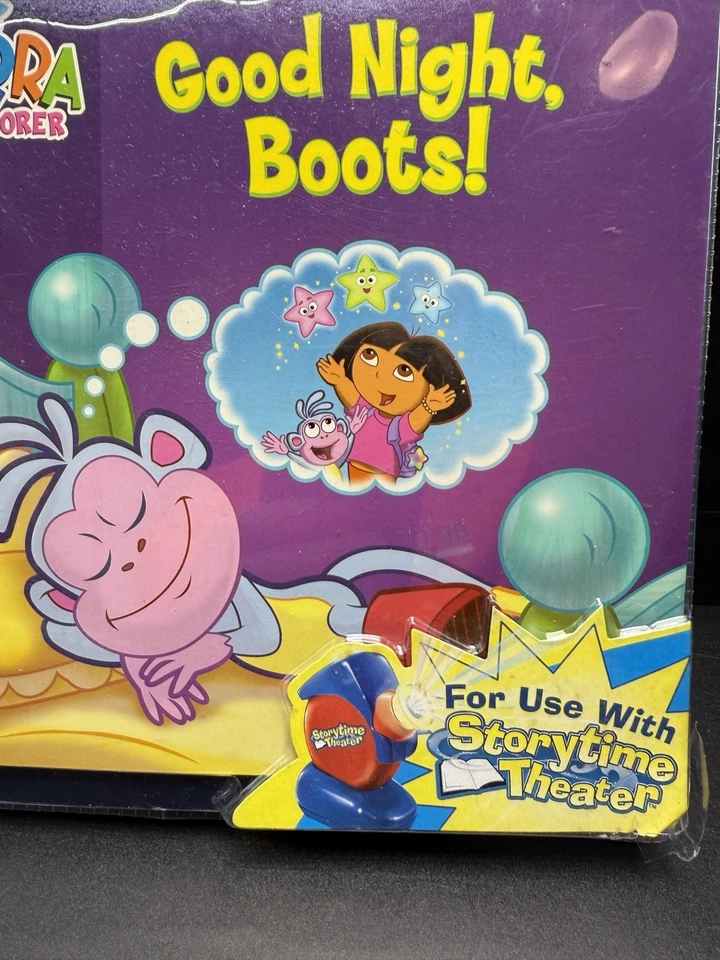 ORA
ORER
Good Night,
Boots!
Storytime
Theater
For Use With
Storytime
Theater